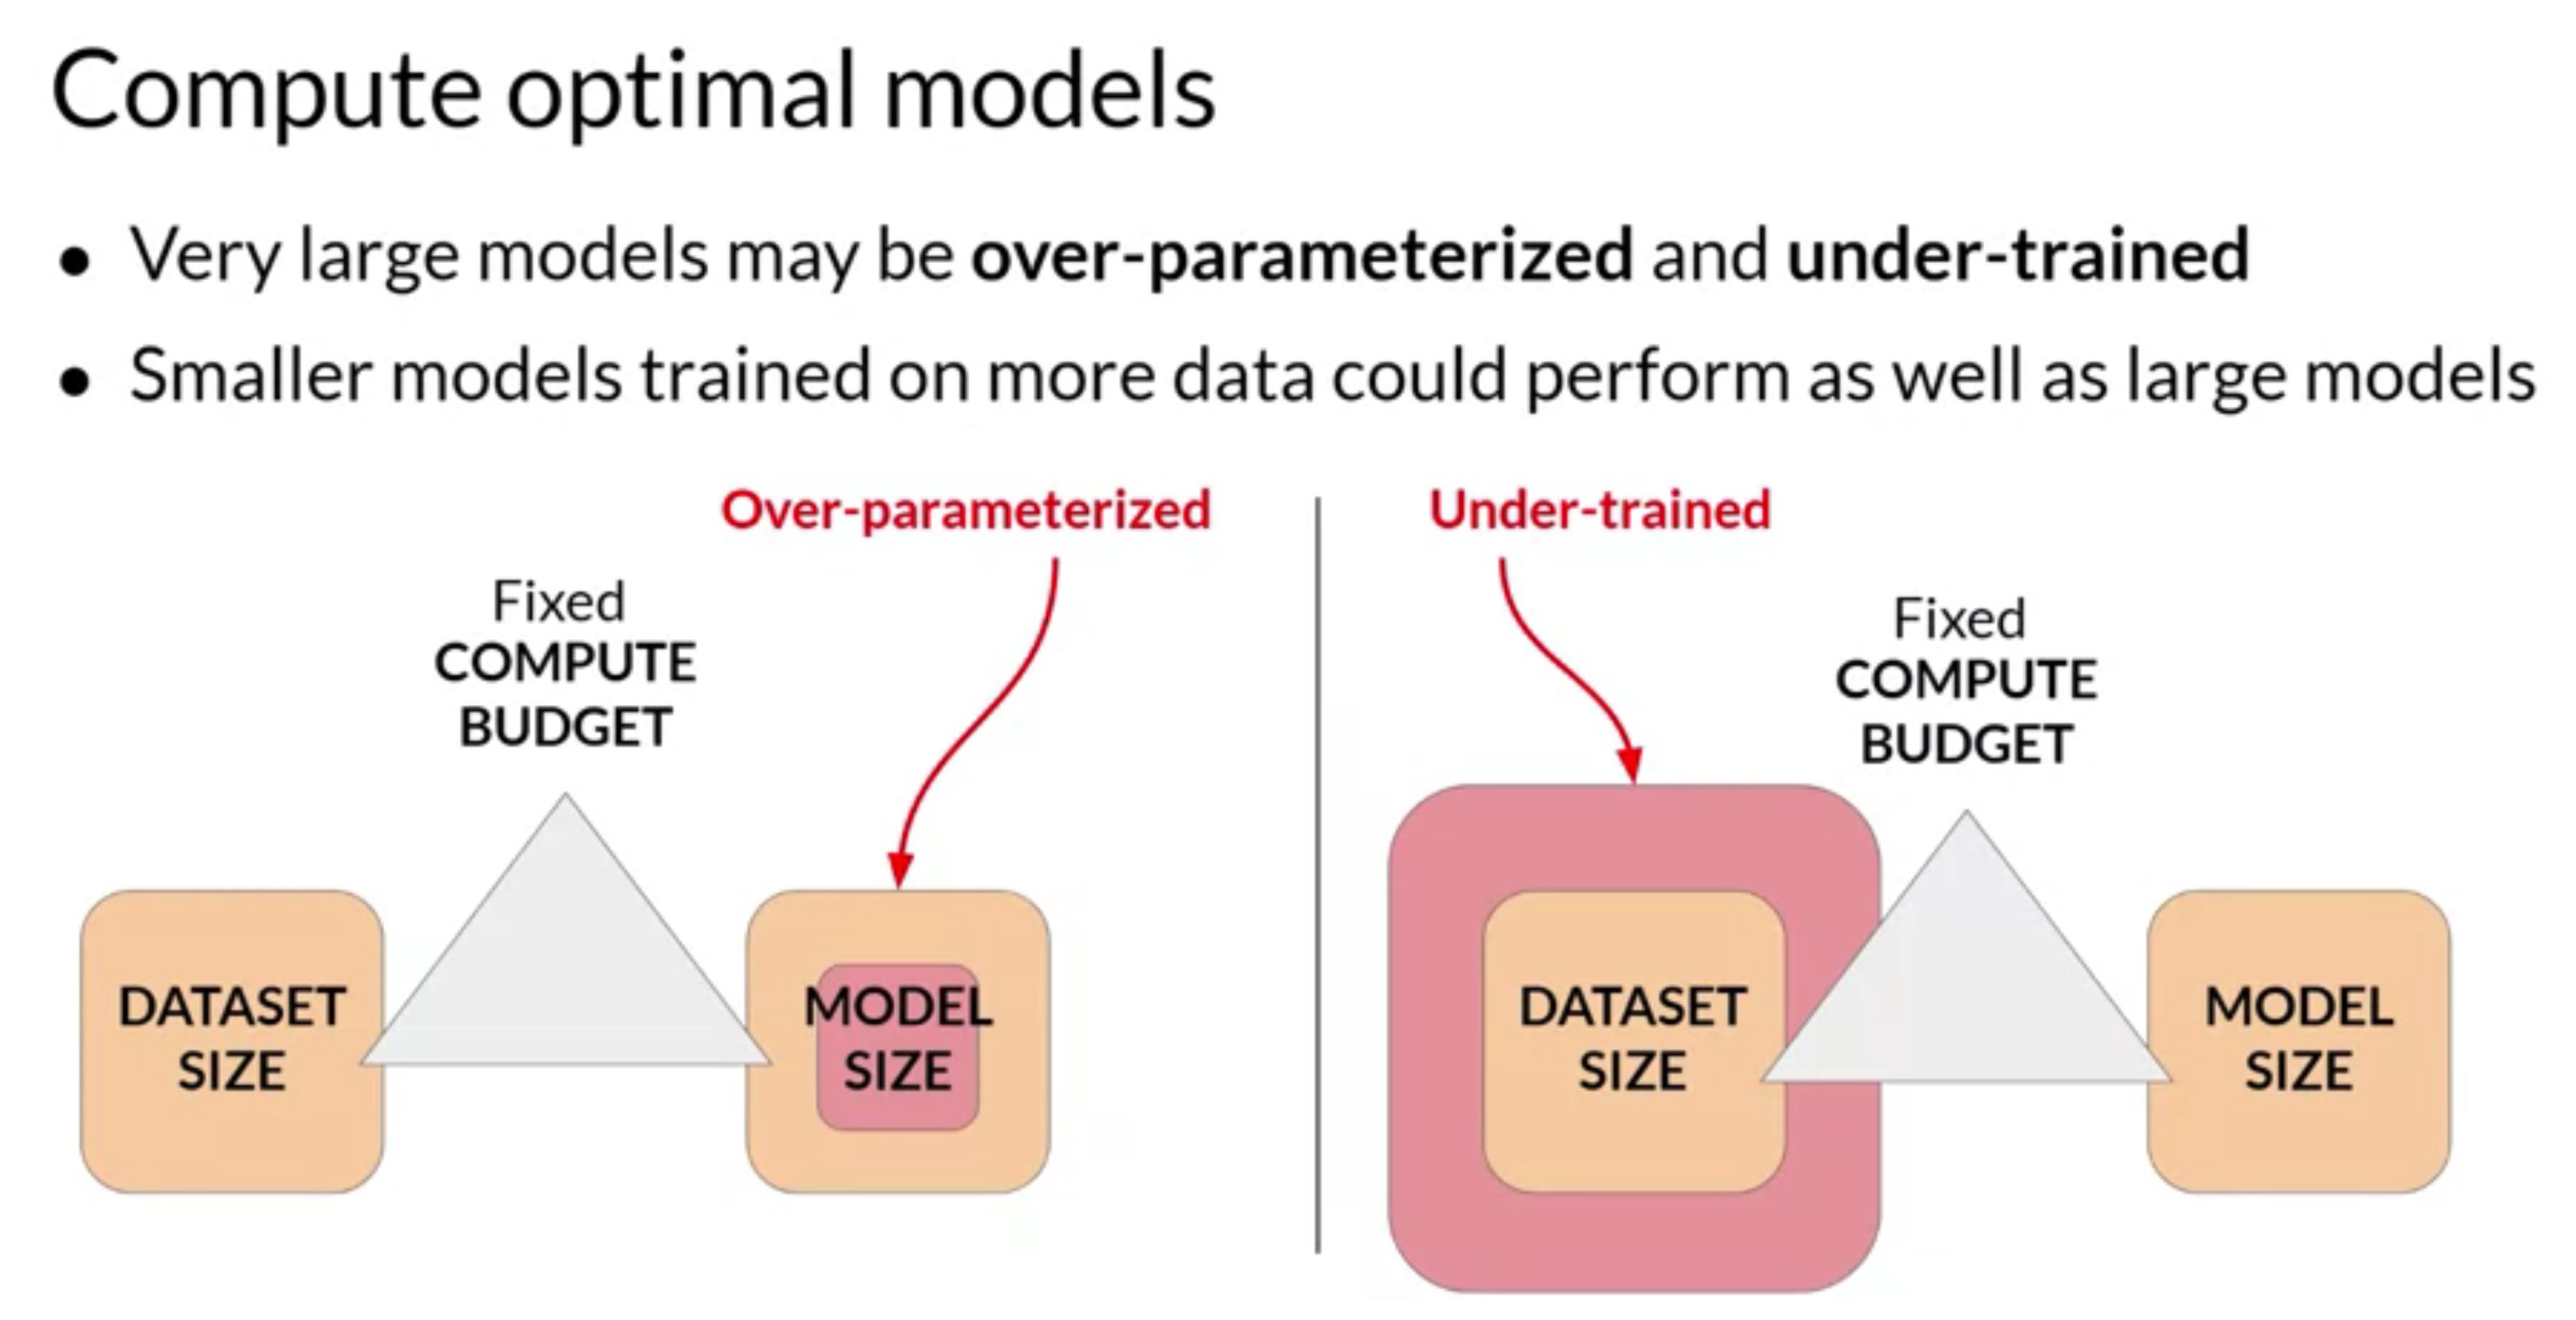 Compute optimal models
• Very large models may be over-parameterized and under-trained
• Smaller models trained on more data could perform as well as large models
Over-parameterized
Fixed
COMPUTE
BUDGET
DATASET
SIZE
MODEL
SIZE
Under-trained
Fixed
COMPUTE
BUDGET
DATASET
SIZE
MODEL
SIZE